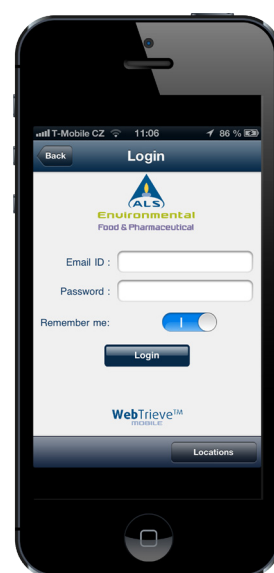 T-Mobile CZ 11:06 86 %
Back Login
ALS
Environmental
Food & Pharmaceutical
Email ID :
Password :
Remember me: I
Login
WebTrieve™
MOBILE
Locations